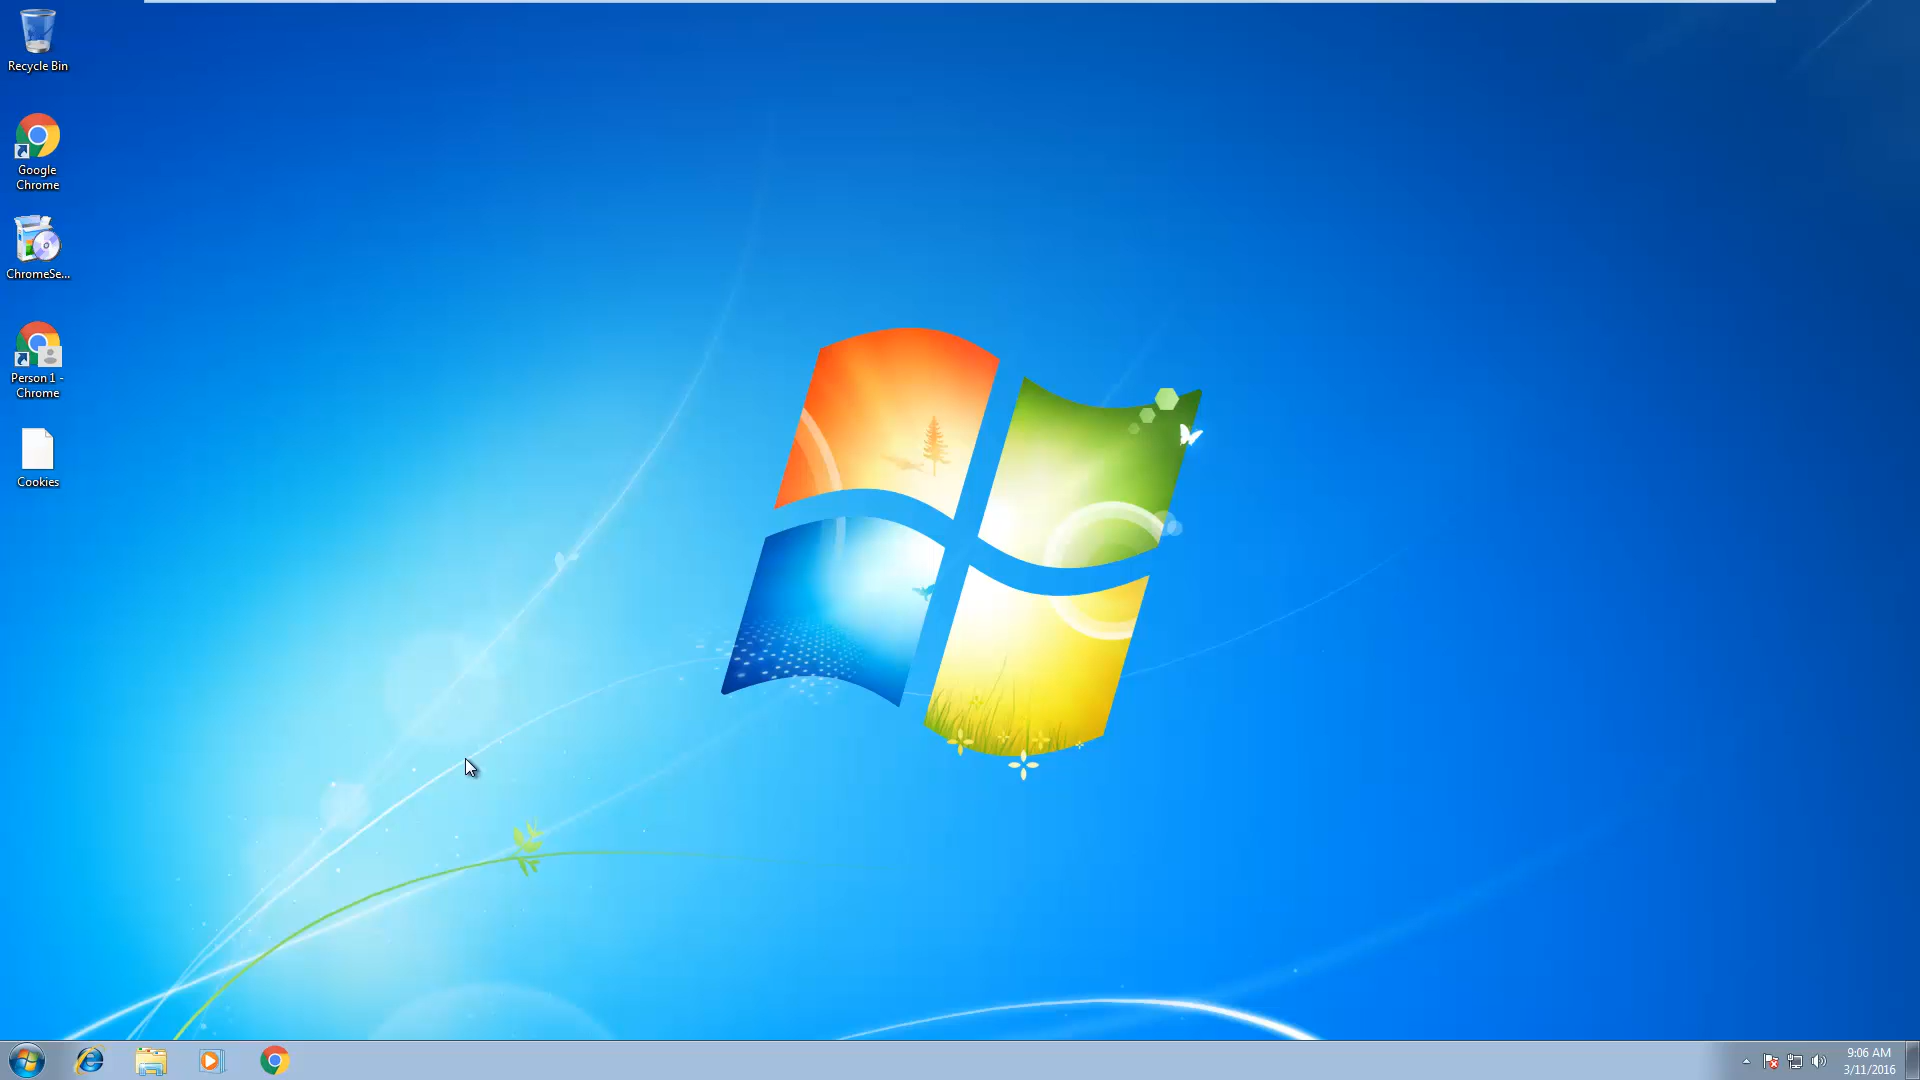 Recycle Bin
Google
Chrome
ChromeSe...
Person 1 -
Chrome
Cookies
9:06 AM
3/11/2016